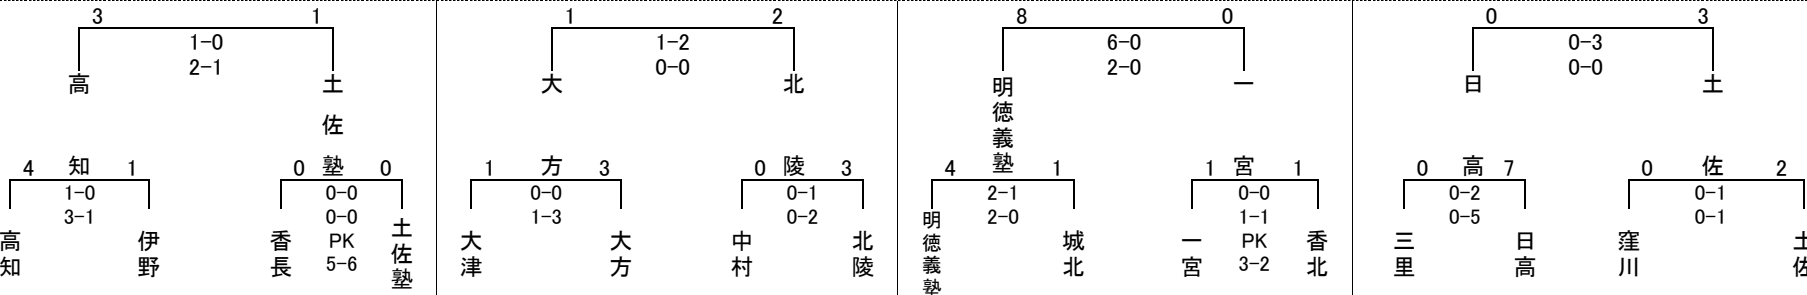 3 1
1-0
2-1
高知 土佐塾
4 1
1-0
3-1
高知 伊野
0 0
0-0
0-0
PK
5-6
香長 土佐塾
1 2
1-2
0-0
大方 北陵
1 3
0-0
1-3
大津 大方
0 3
0-1
0-2
中村 北陵
8 0
6-0
2-0
明徳義塾 一宮
4 1
2-1
2-0
明徳義塾 城北
1 1
0-0
1-1
PK
3-2
一宮 香北
0 3
0-3
0-0
日高 土佐
0 7
0-2
0-5
三里 日高
0 2
0-1
0-1
窪川 土佐